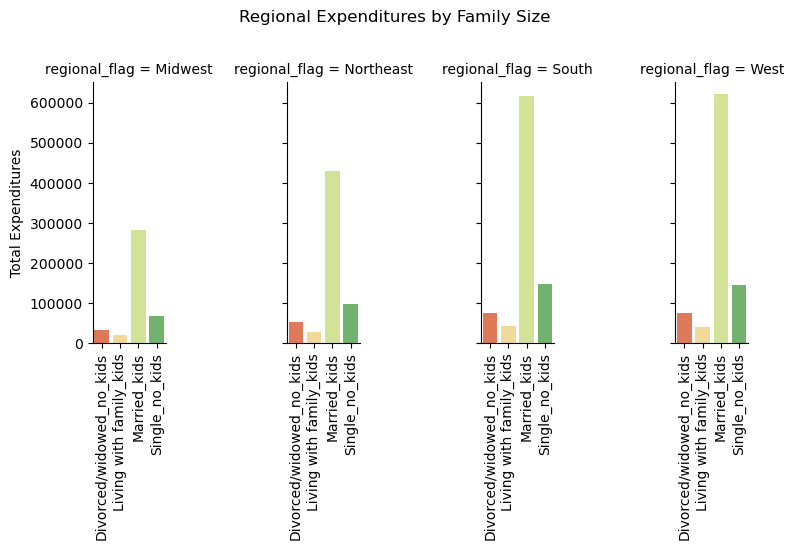 Regional Expenditures by Family Size
regional_flag = Midwest
regional_flag = Northeast
regional_flag = South
regional_flag = West
Total Expenditures
600000
500000
400000
300000
200000
100000
0
Divorced/widowed_no_kids
Living with family_kids
Married_kids
Single_no_kids
Divorced/widowed_no_kids
Living with family_kids
Married_kids
Single_no_kids
Divorced/widowed_no_kids
Living with family_kids
Married_kids
Single_no_kids
Divorced/widowed_no_kids
Living with family_kids
Married_kids
Single_no_kids